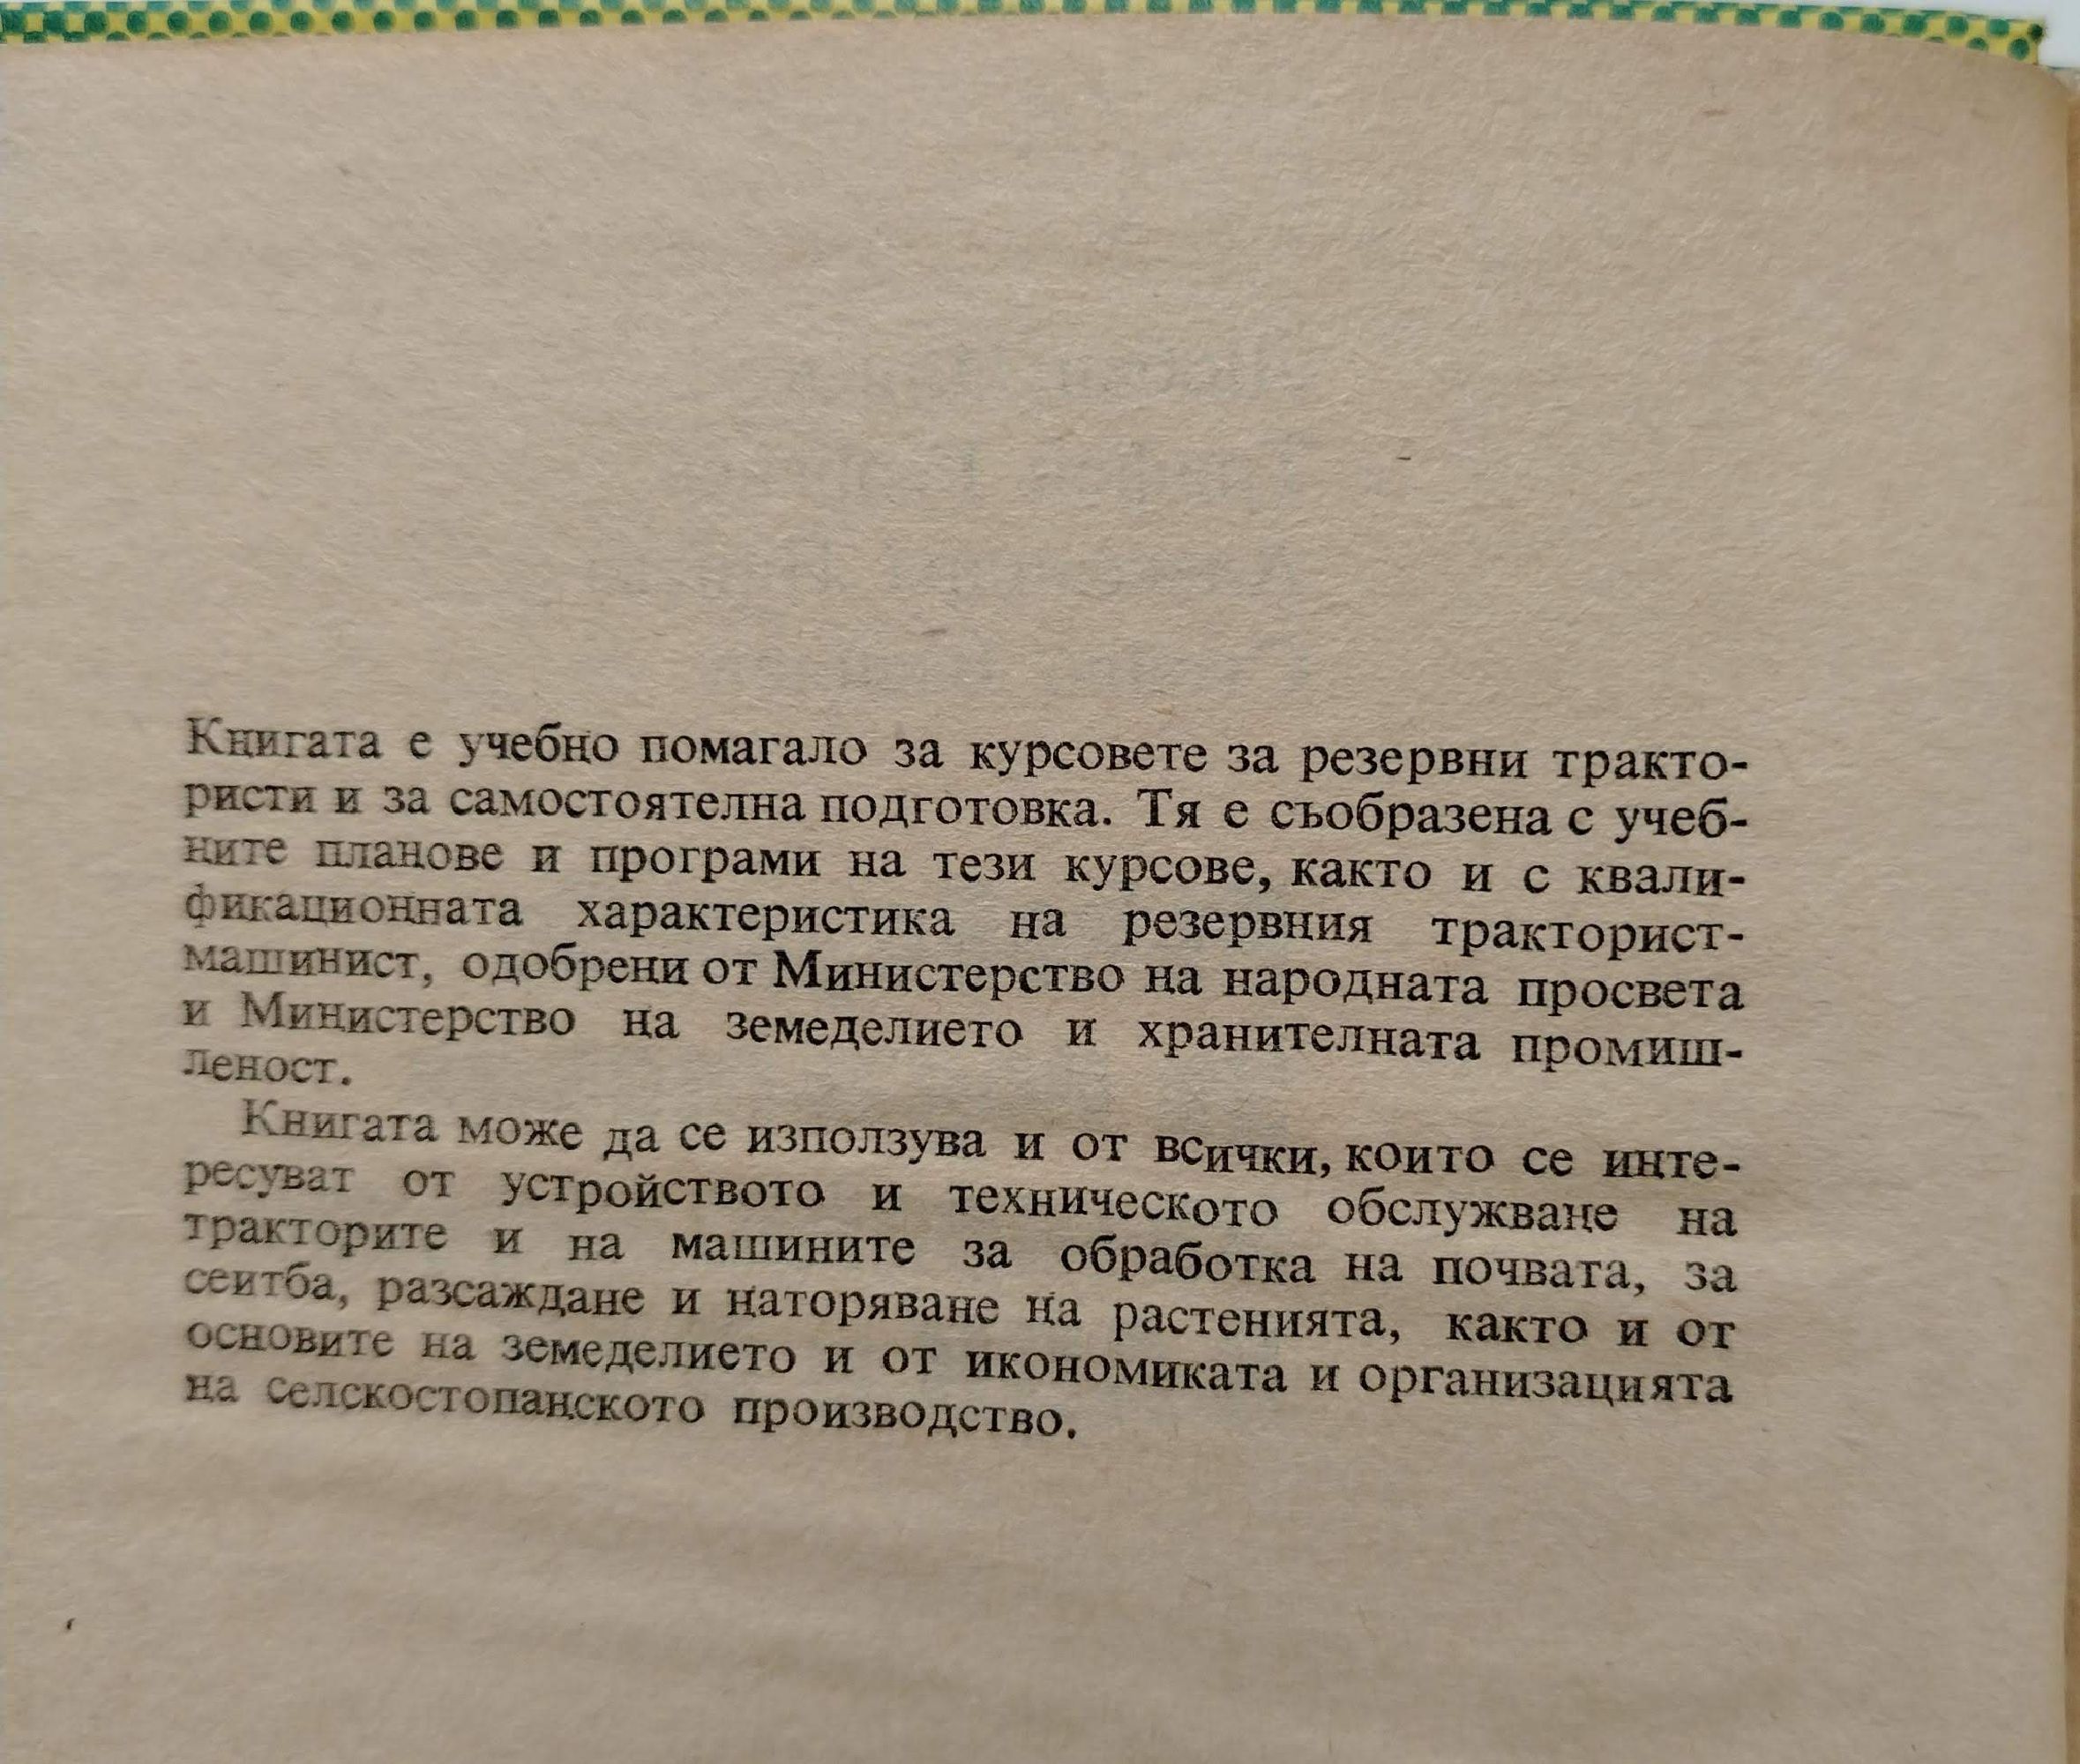 Книгата е учебно помагало за курсовете за резервни тракто-
ристи и за самостоятелна подготовка. Тя е съобразена с учеб-
ните планове и програми на тези курсове, както и с квали-
фикационната характеристика на резервния тракторист-
машинист, одобрени от Министерство на народната просвета
и Министерство на земеделието и хранителната промиш-
леност.
Книгата може да се използува и от всички, които се инте-
ресуват от устройството и техническото обслужване на
тракторите и на машините за обработка на почвата, за
сеитба, разсаждане и наторяване на растенията, както и от
основите на земеделието и от икономиката и организацията
на селскостопанското производство.